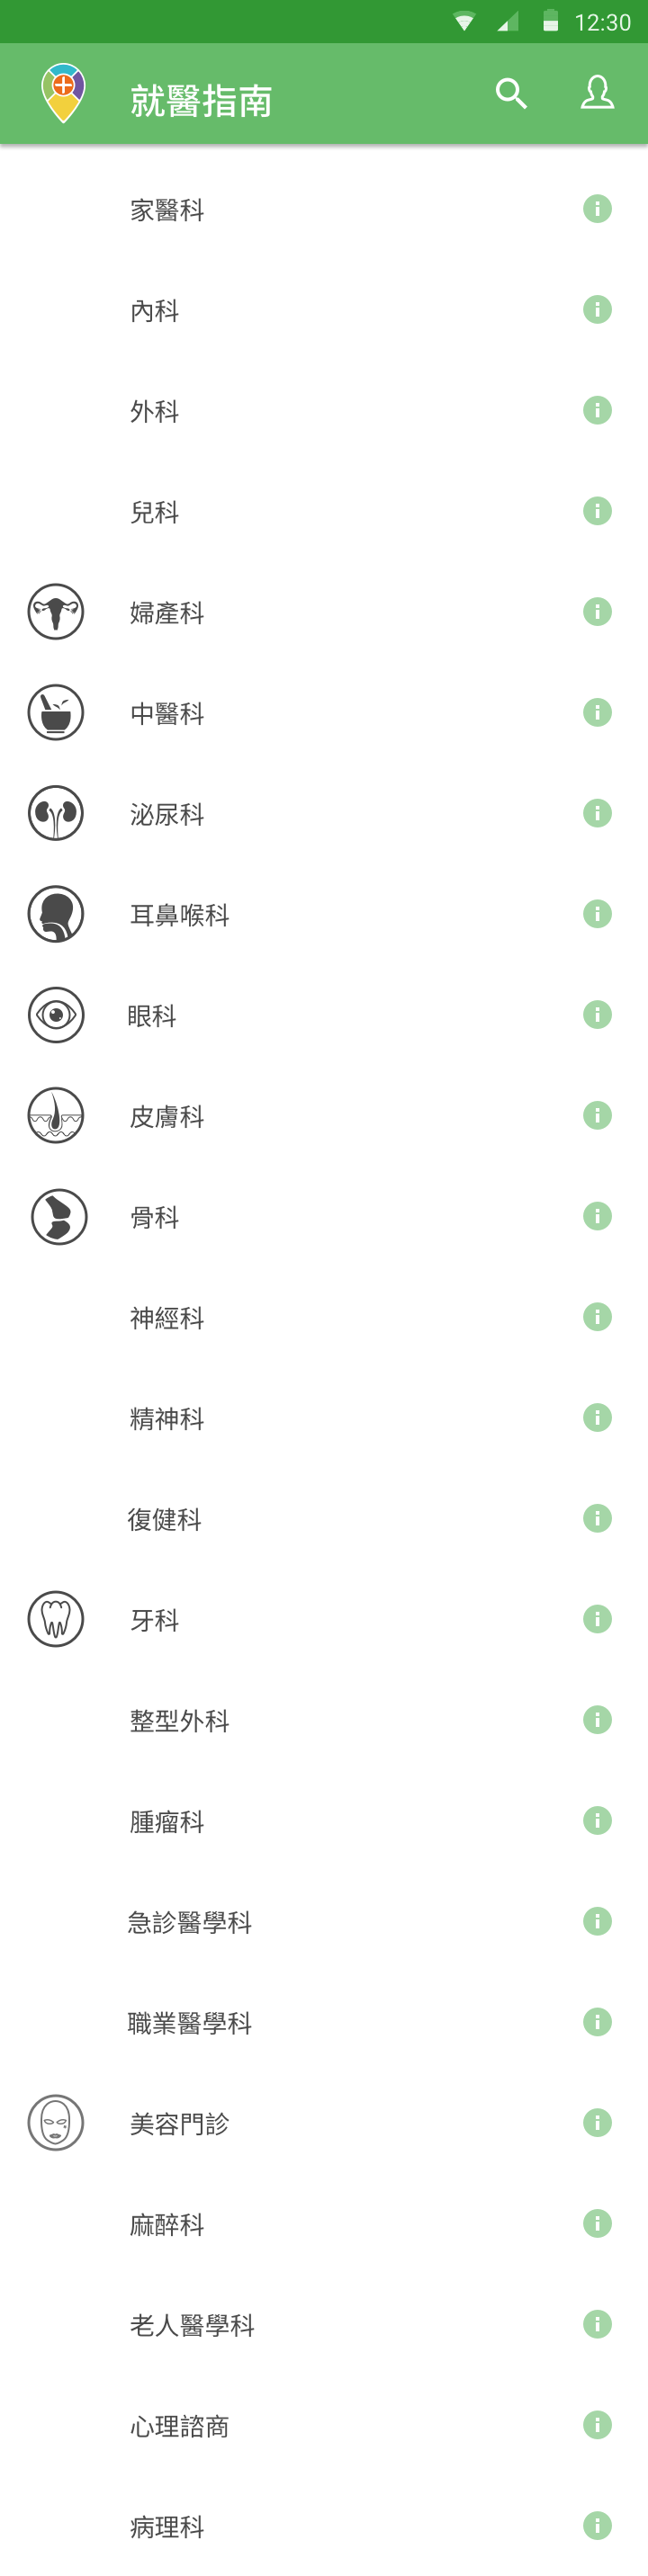 12:30
就醫指南
家醫科
內科
外科
兒科
婦產科
中醫科
泌尿科
耳鼻喉科
眼科
皮膚科
骨科
神經科
精神科
復健科
牙科
整型外科
腫瘤科
急診醫學科
職業醫學科
美容門診
麻醉科
老人醫學科
心理諮商
病理科